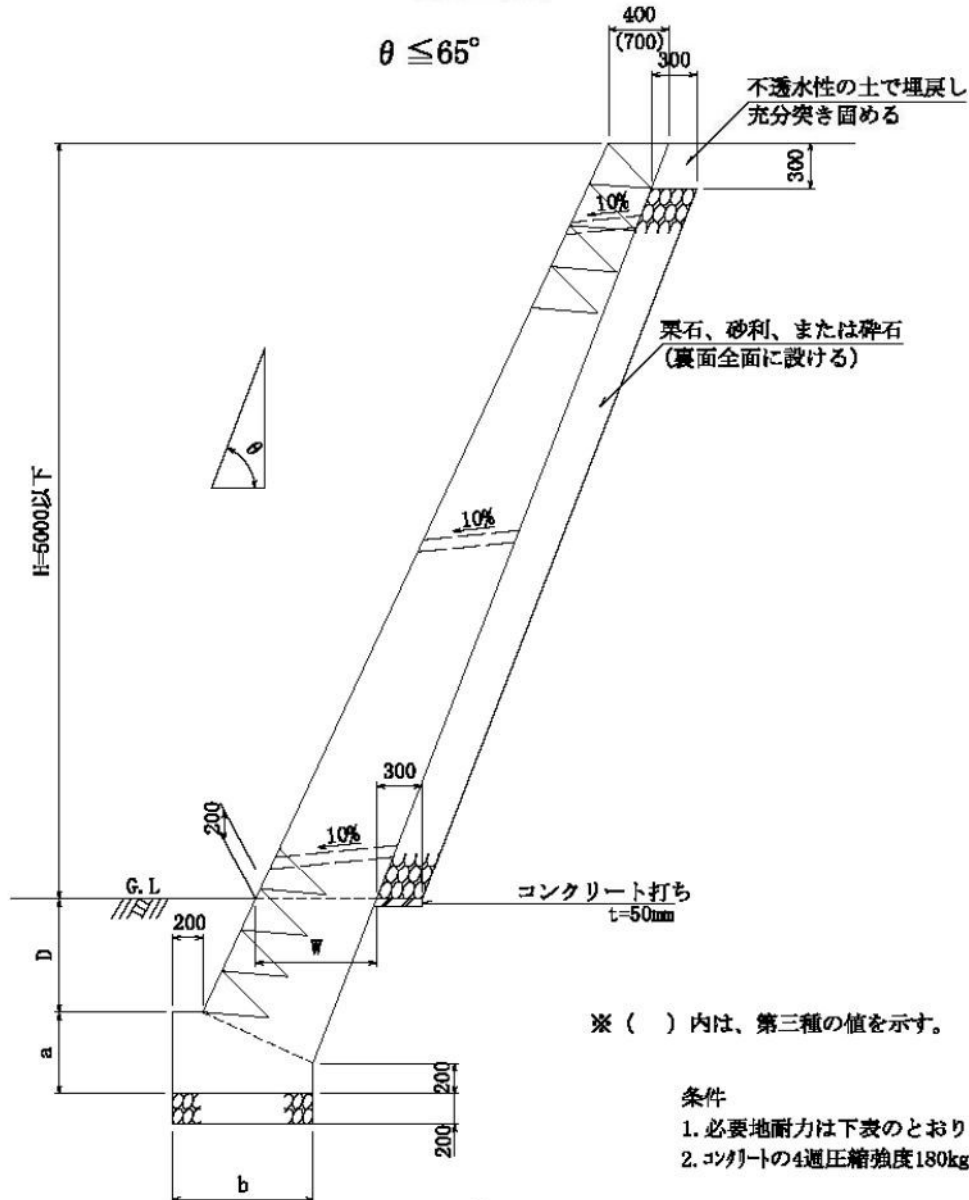 400
(700)
θ ≦65°
300
不透水性の土で埋戻し
充分突き固める
300
10%
栗石、砂利、または砕石
(裏面全面に設ける)
θ
H=5000以下
10%
300
200
10%
G.L
コンクリート打ち
t=50mm
200
W
D
※（　）内は、第三種の値を示す。
a
200
条件
1. 必要地耐力は下表のとおり
200
2. コンクリートの4週圧縮強度180kg
b